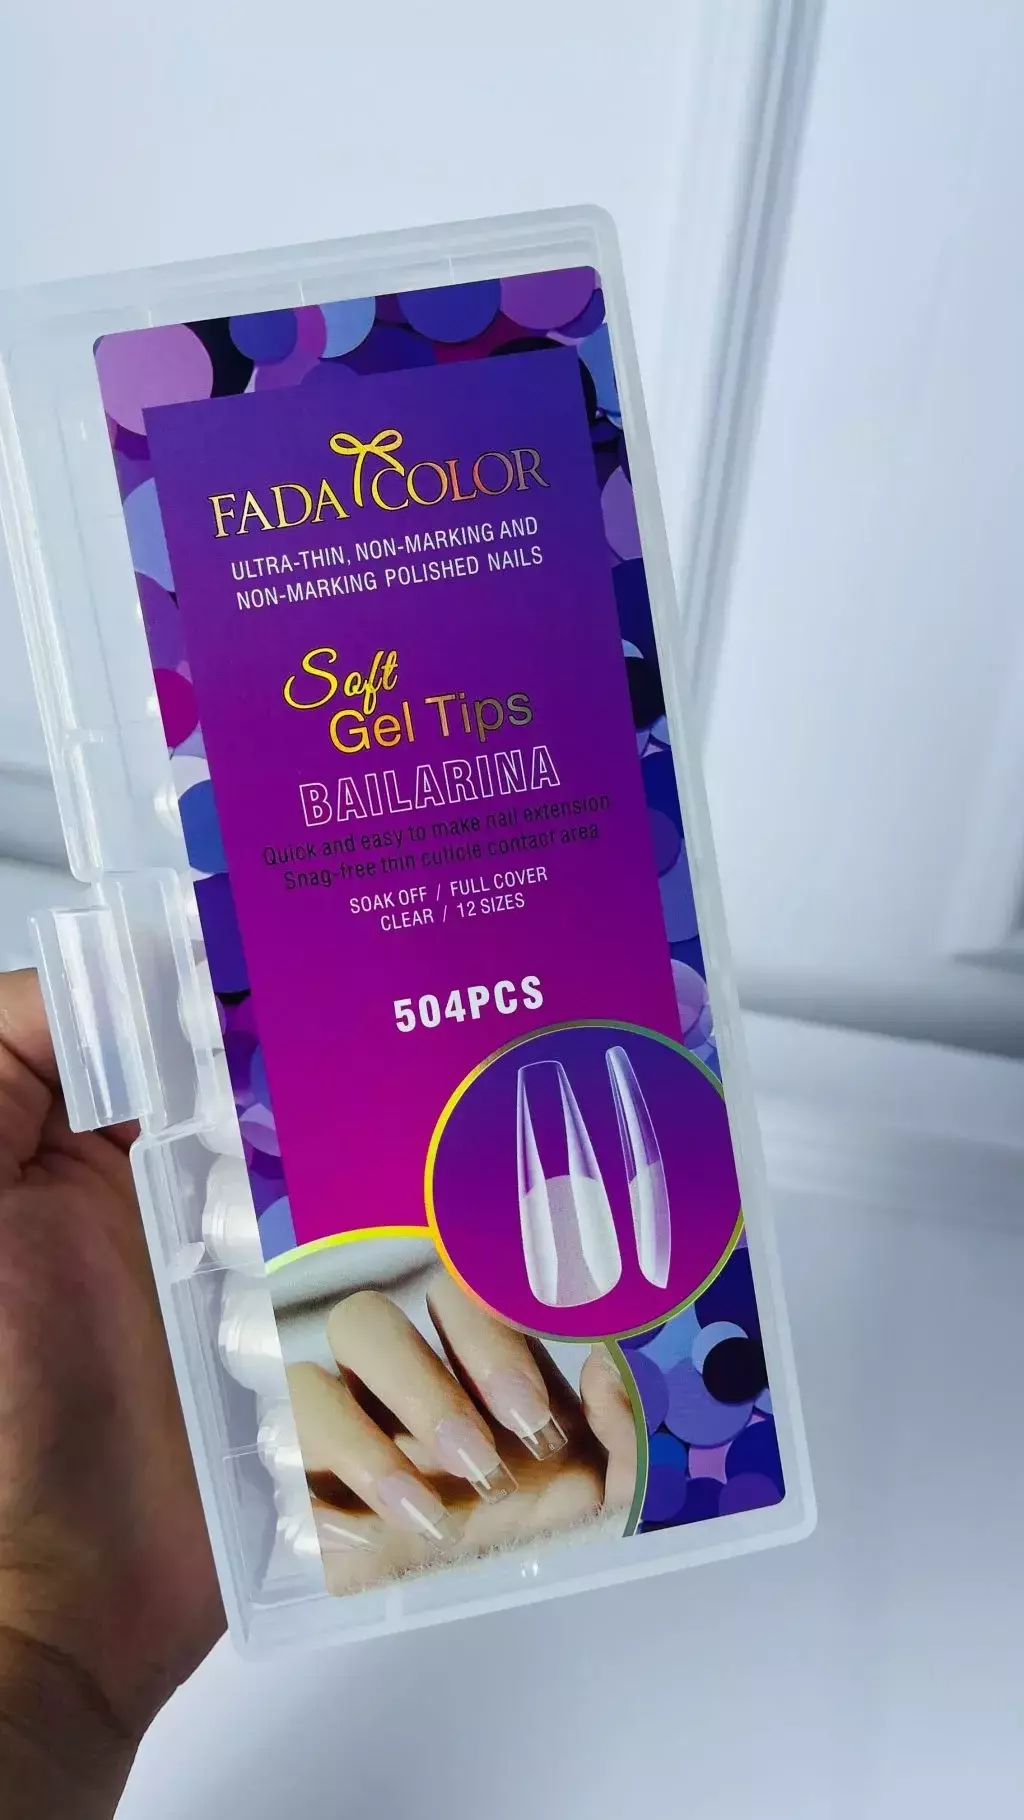 FADA COLOR
ULTRA-THIN, NON-MARKING AND
NON-MARKING POLISHED NAILS
Soft
Gel Tips
BAILARINA
Quick and easy to make nail extension
Snag-free thin cuticle contact area
SOAK OFF / FULL COVER
CLEAR / 12 SIZES
504PCS